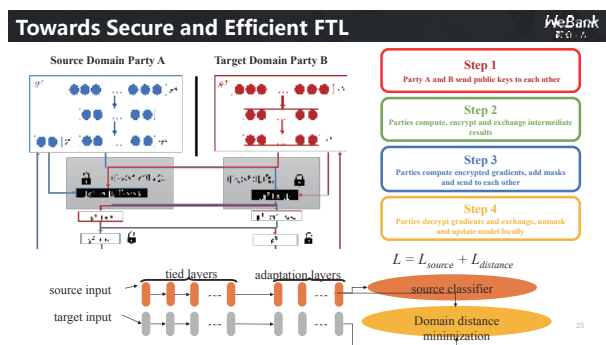 Towards Secure and Efficient FTL
WeBank
Source Domain Party A
Target Domain Party B
Step 1
Party A and B send public keys to each other
Step 2
Parties compute, encrypt and exchange intermediate
results
Step 3
Parties compute encrypted gradients, add masks
and send to each other
Step 4
Parties decrypt gradients and exchange, unmask
and update model locally
L = L_source + L_distance
tied layers
adaptation layers
source input
source classifier
target input
Domain distance
minimization
25